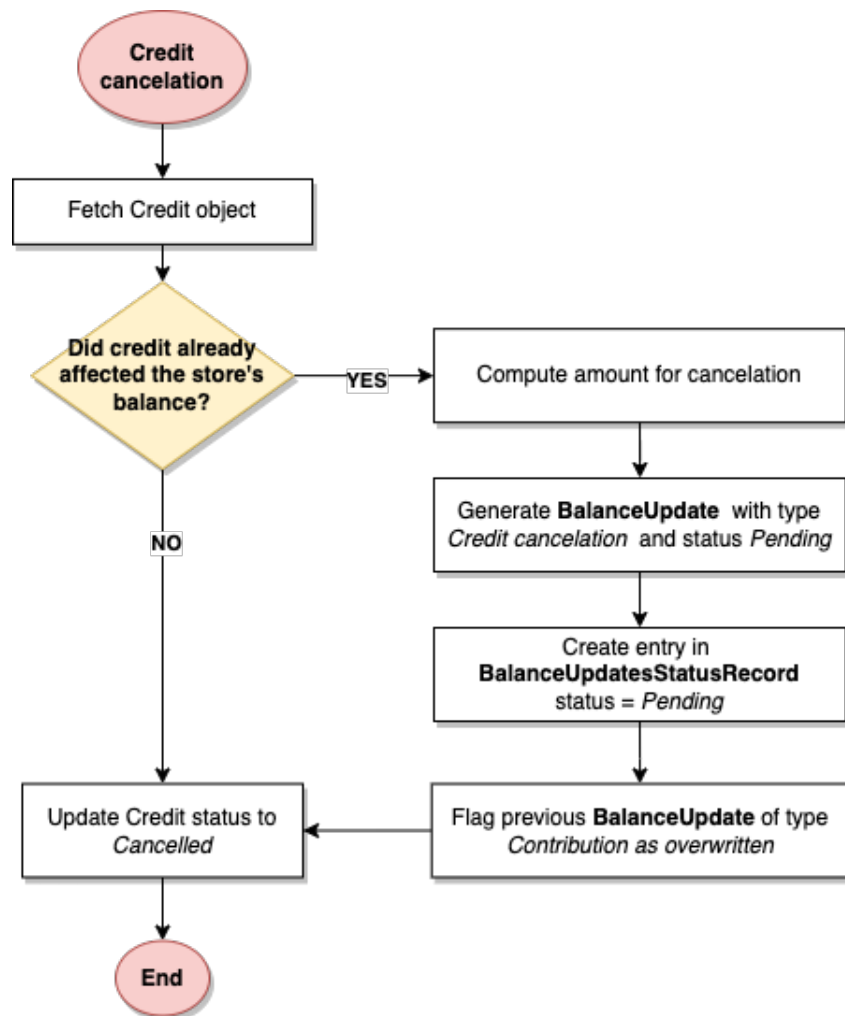 Credit
cancelation
Fetch Credit object
Did credit already
affected the store's
balance?
YES
Compute amount for cancelation
Generate BalanceUpdate with type
Credit cancelation and status Pending
NO
Create entry in
BalanceUpdatesStatusRecord
status = Pending
Flag previous BalanceUpdate of type
Contribution as overwritten
Update Credit status to
Cancelled
End